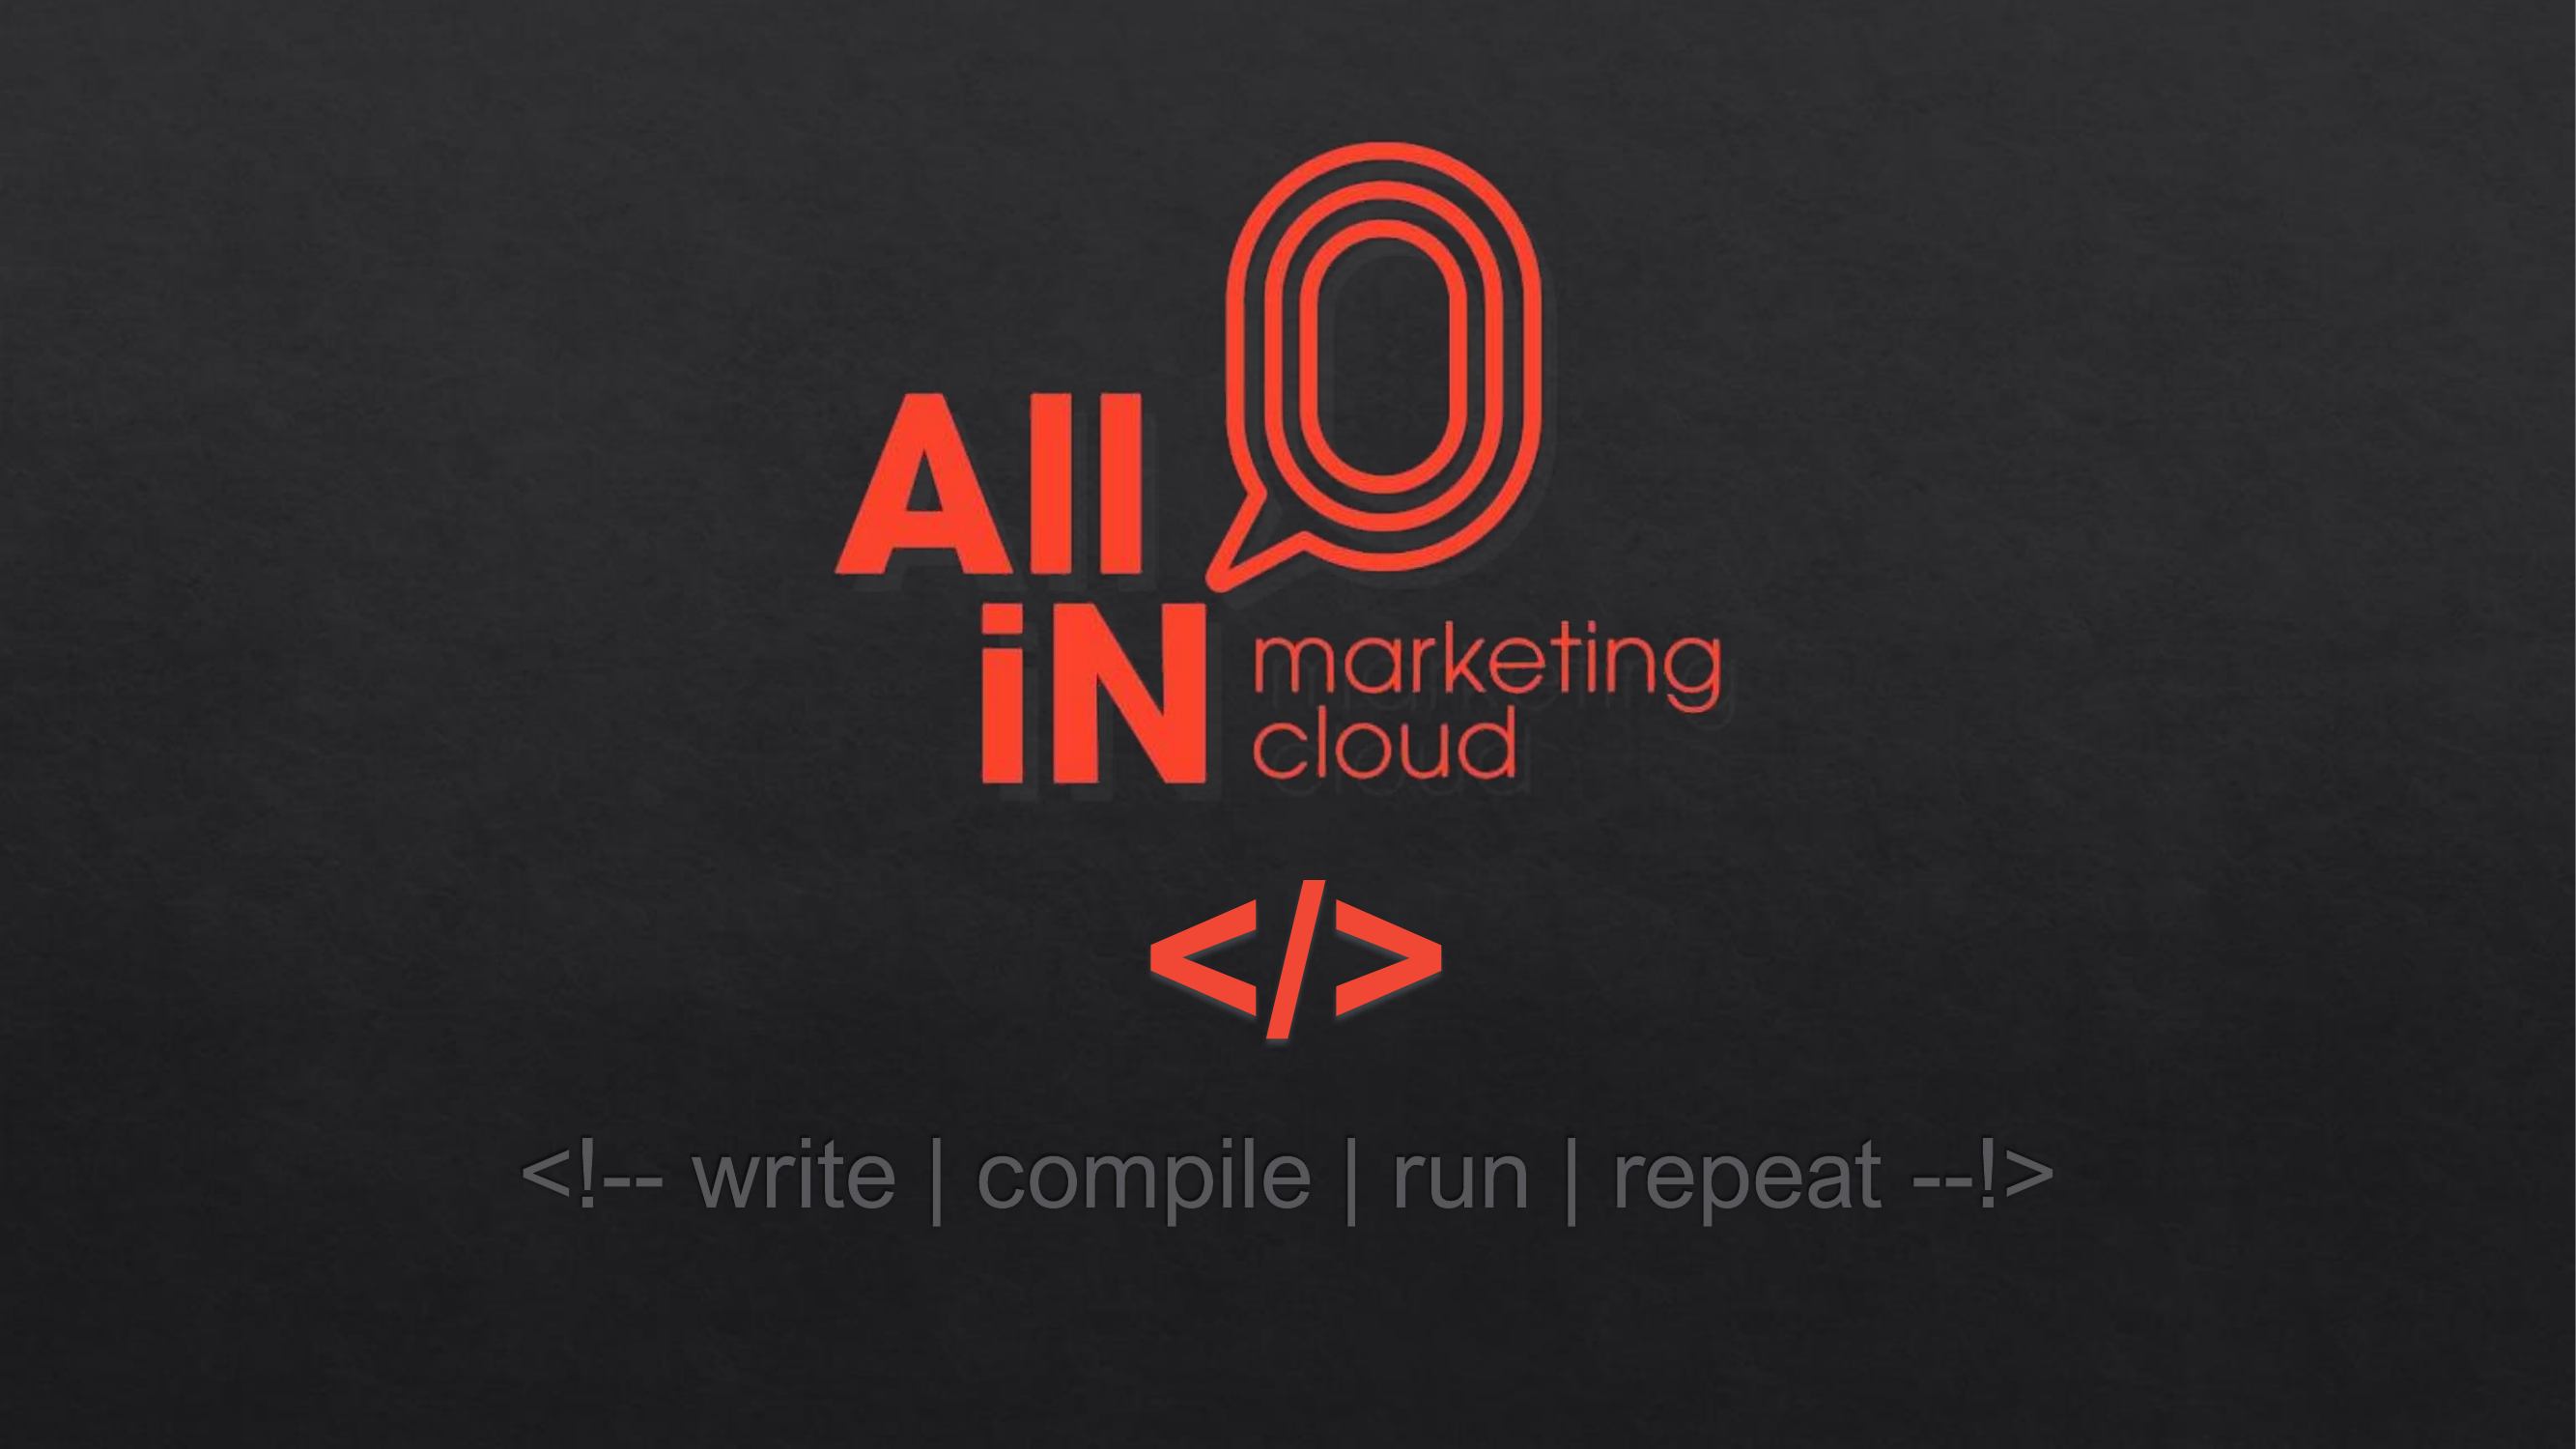 All
iN marketing
cloud
</>
<!-- write | compile | run | repeat --!>